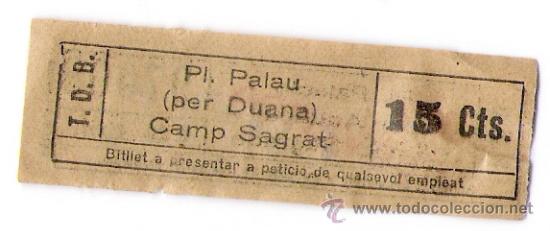 T. D. B.
Pl. Palau
(per Duana)
Camp Sagrat
15 Cts.
Bitllet a presentar a petició de qualsevol empleat
www.todocoleccion.net